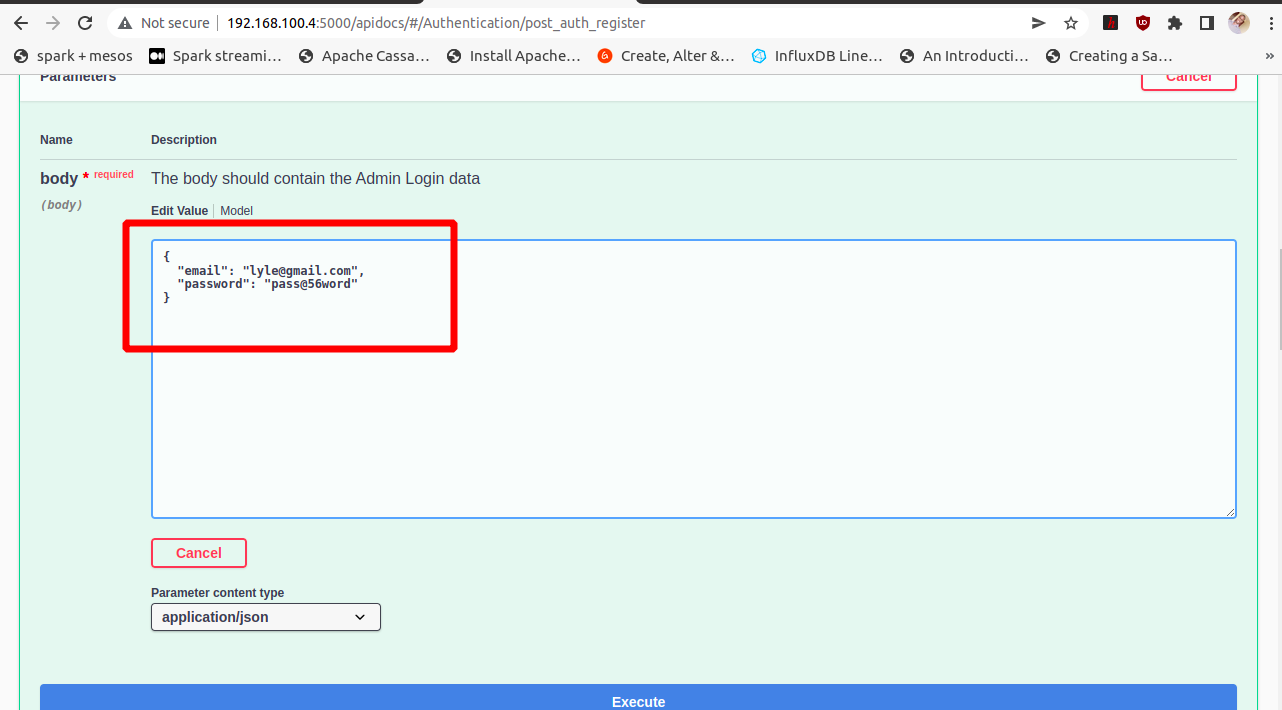 Not secure 192.168.100.4:5000/apidocs/#/Authentication/post_auth_register
spark + mesos Spark streami... Apache Cassa... Install Apache... Create, Alter &... InfluxDB Line... An Introducti... Creating a Sa... »
Parameters Cancel
Name Description
body * required The body should contain the Admin Login data
(body)
Edit Value Model
{
"email": "lyle@gmail.com",
"password": "pass@56word"
}
Cancel
Parameter content type
application/json
Execute